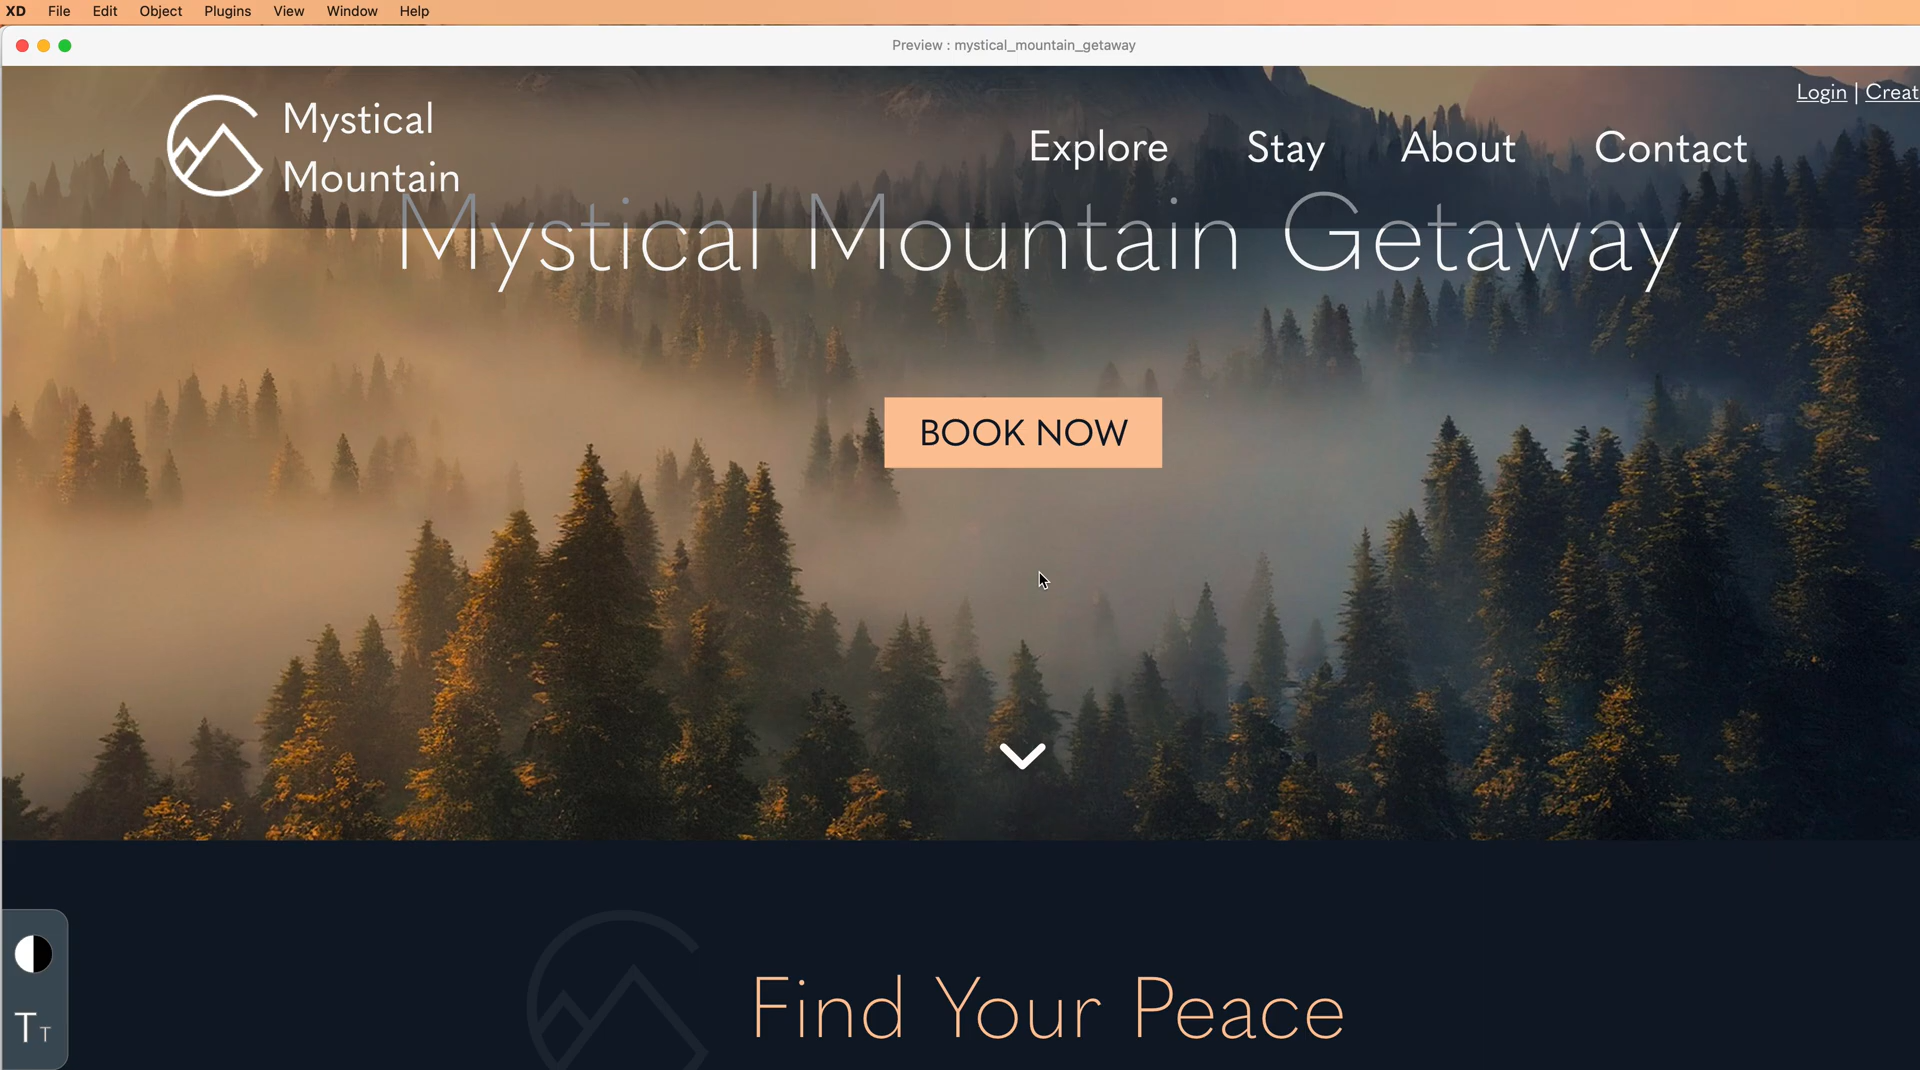 XD File Edit Object Plugins View Window Help
Preview : mystical_mountain_getaway
Login | Creat
Mystical
Mountain
Explore Stay About Contact
Mystical Mountain Getaway
BOOK NOW
Find Your Peace
TT